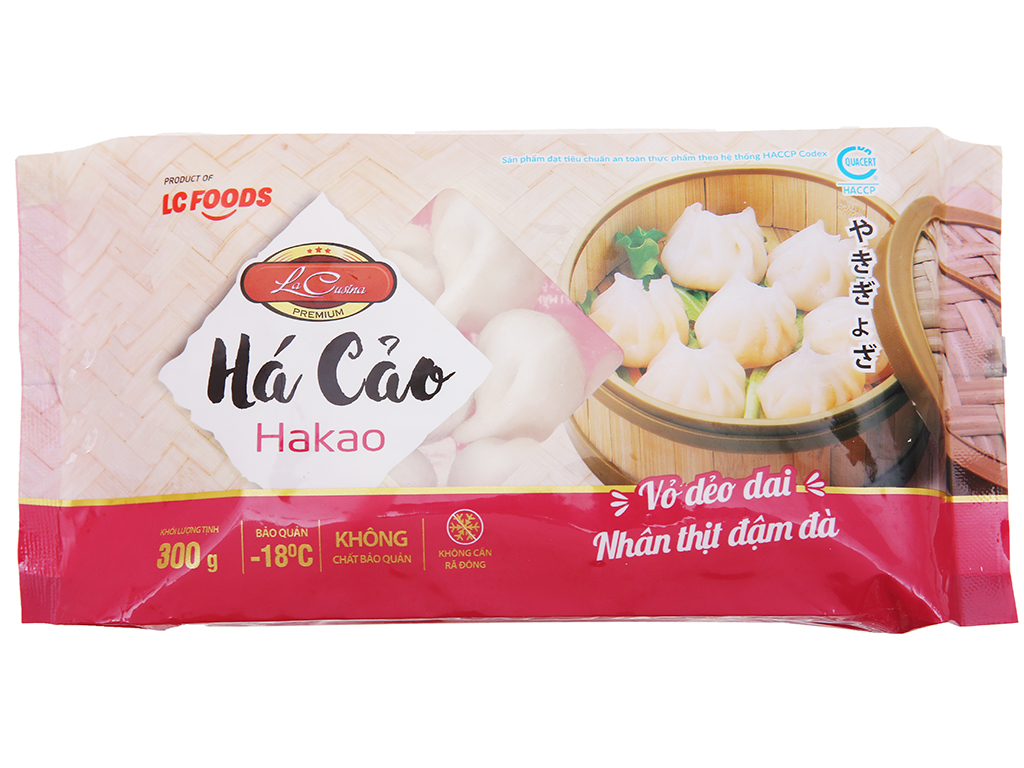 PRODUCT OF
LC FOODS
Sản phẩm đạt tiêu chuẩn an toàn thực phẩm theo hệ thống HACCP Codex
QUACERT
HACCP
La Cusina
PREMIUM
Há Cảo
Hakao
やきぎょざ
Vỏ dẻo dai
Nhân thịt đậm đà
KHỐI LƯỢNG TỊNH
300 g
BẢO QUẢN
-18⁰C
KHÔNG
CHẤT BẢO QUẢN
KHÔNG CẦN
RÃ ĐÔNG